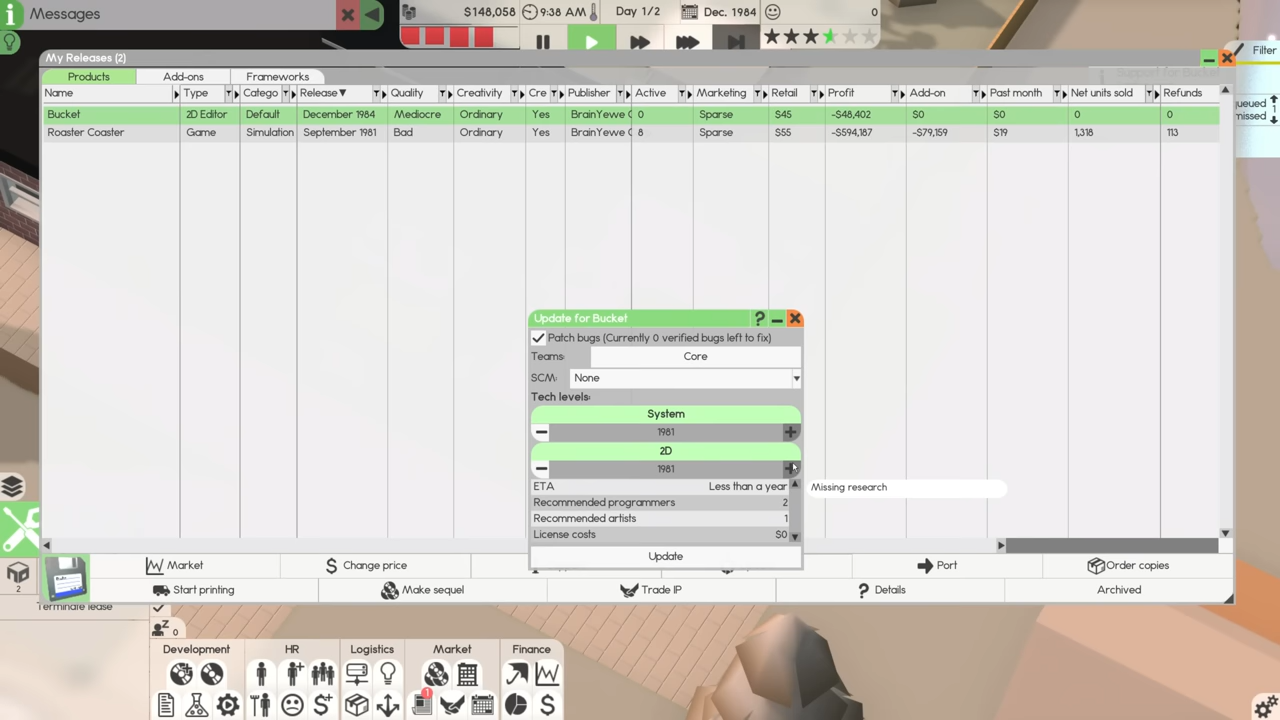 Messages
$148,058
9:38 AM
Day 1/2
Dec. 1984
0
My Releases (2)
Filter
Products
Add-ons
Frameworks
Name Type Catego Release▼ Quality Creativity Cre Publisher Active Marketing Retail Profit Add-on Past month Net units sold Refunds
Bucket 2D Editor Default December 1984 Mediocre Ordinary Yes BrainYewe 0 Sparse $45 -$48,402 $0 $0 0 0
Roaster Coaster Game Simulation September 1981 Bad Ordinary Yes BrainYewe 8 Sparse $55 -$594,187 -$79,159 $19 1,318 113
ueued 1
missed
Update for Bucket
Patch bugs (Currently 0 verified bugs left to fix)
Teams: Core
SCM: None
Tech levels:
System
1981
2D
1981
Missing research
ETA Less than a year
Recommended programmers 2
Recommended artists 1
License costs $0
Update
Market
Change price
Port
Order copies
Start printing
Make sequel
Trade IP
Details
Archived
2
Terminate lease
0
Development
HR
Logistics
Market
Finance
1